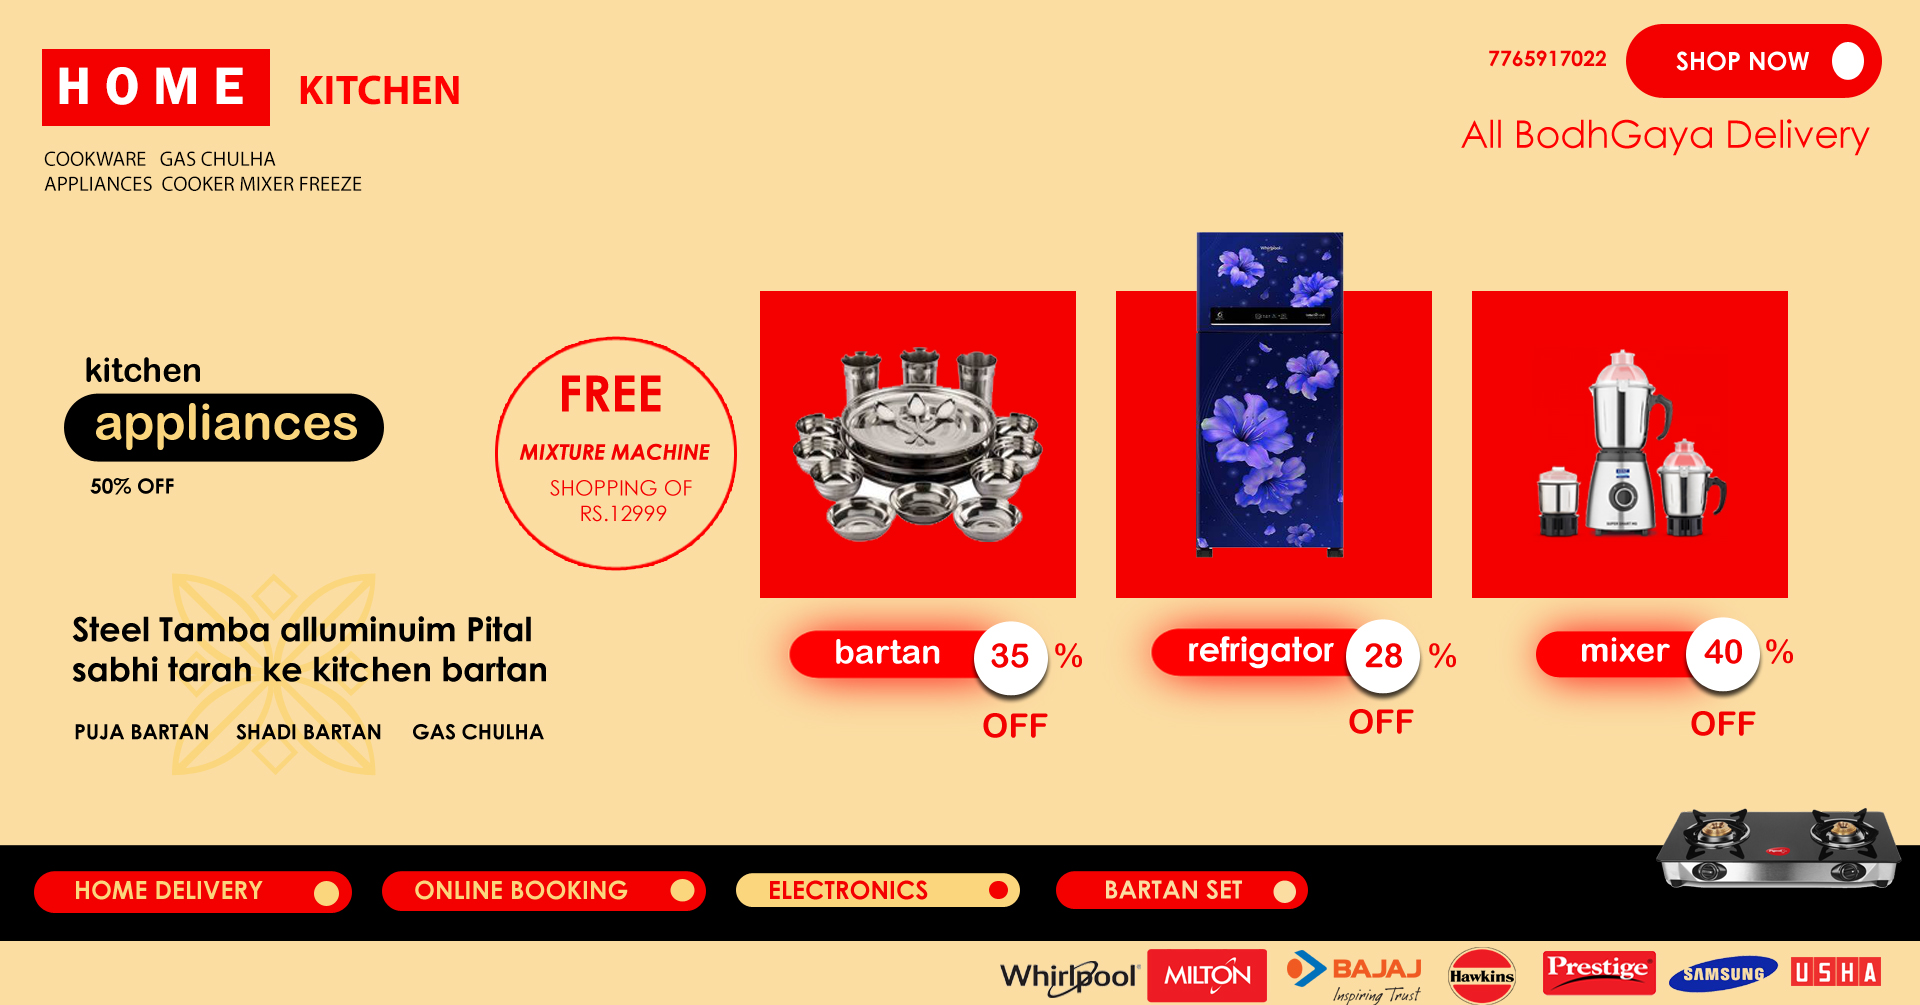 HOME KITCHEN
COOKWARE GAS CHULHA
APPLIANCES COOKER MIXER FREEZE
7765917022 SHOP NOW
All BodhGaya Delivery
kitchen
appliances
50% OFF
FREE
MIXTURE MACHINE
SHOPPING OF
RS.12999
Whirlpool
Steel Tamba alluminuim Pital
sabhi tarah ke kitchen bartan
PUJA BARTAN SHADI BARTAN GAS CHULHA
bartan 35 %
OFF
refrigator 28 %
OFF
mixer 40 %
OFF
HOME DELIVERY ONLINE BOOKING ELECTRONICS BARTAN SET
Whirlpool MILTON BAJAJ Hawkins Prestige SAMSUNG USHA
Inspiring Trust